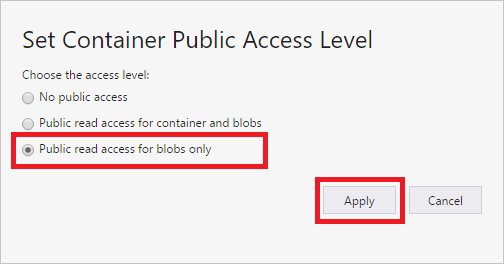 Set Container Public Access Level
Choose the access level:
No public access
Public read access for container and blobs
Public read access for blobs only
Apply Cancel